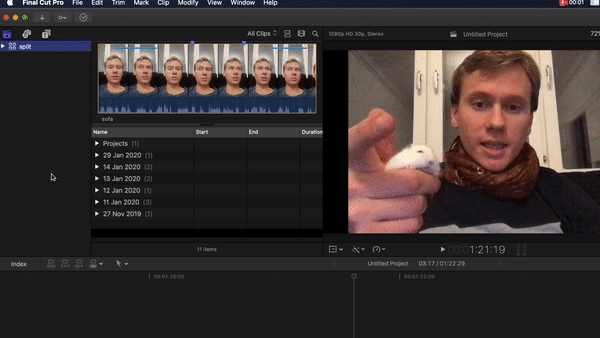 Final Cut Pro File Edit Trim Mark Clip Modify View Window Help 00:01
All Clips 1080p HD 30p, Stereo Untitled Project 72%
split
sofa
Name Start End Duration
Projects (1)
29 Jan 2020 (1)
14 Jan 2020 (2)
13 Jan 2020 (2)
12 Jan 2020 (1)
11 Jan 2020 (3)
27 Nov 2019 (1)
11 items
00:00 1:21:19
Index Untitled Project 03:17 / 01:22:29
00:01:20:00 00:01:22:00